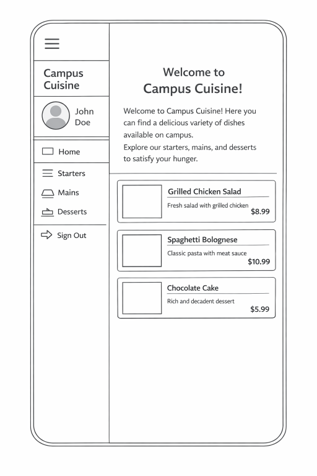 Campus
Cuisine
John
Doe
Home
Starters
Mains
Desserts
Sign Out
Welcome to
Campus Cuisine!
Welcome to Campus Cuisine! Here you
can find a delicious variety of dishes
available on campus.
Explore our starters, mains, and desserts
to satisfy your hunger.
Grilled Chicken Salad
Fresh salad with grilled chicken
$8.99
Spaghetti Bolognese
Classic pasta with meat sauce
$10.99
Chocolate Cake
Rich and decadent dessert
$5.99